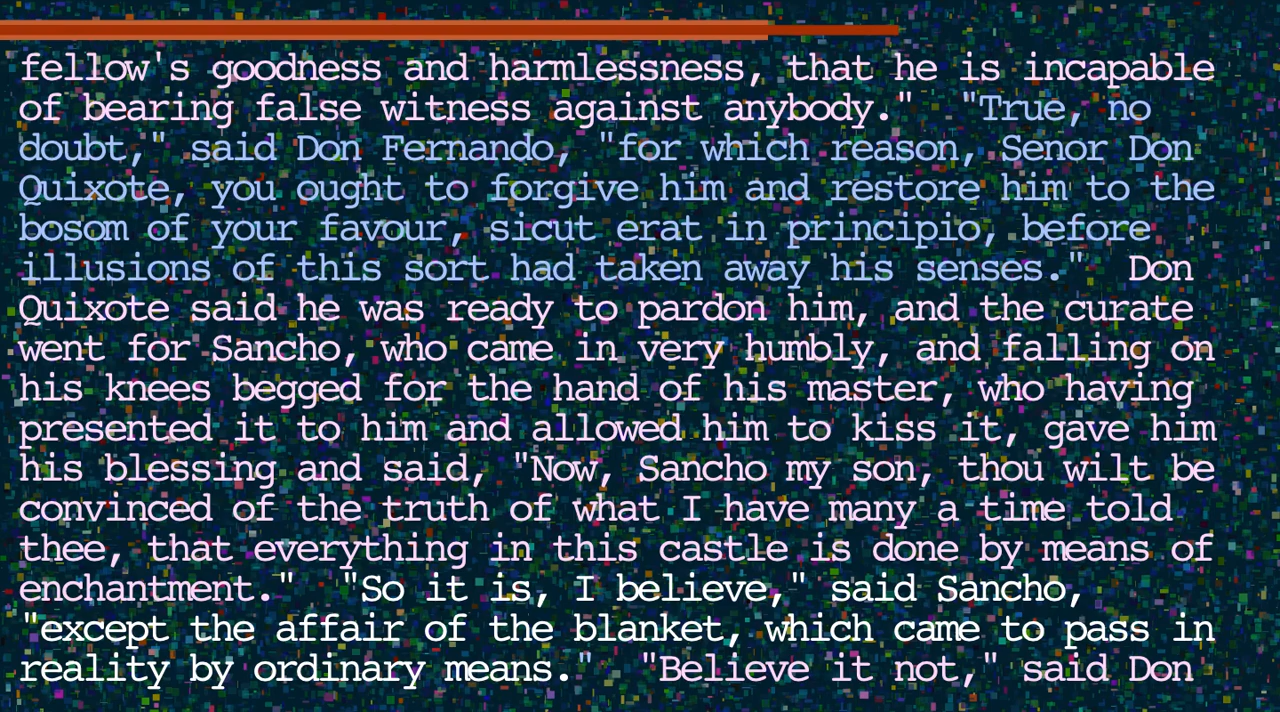 fellow's goodness and harmlessness, that he is incapable
of bearing false witness against anybody."  "True, no
doubt," said Don Fernando, "for which reason, Senor Don
Quixote, you ought to forgive him and restore him to the
bosom of your favour, sicut erat in principio, before
illusions of this sort had taken away his senses."  Don
Quixote said he was ready to pardon him, and the curate
went for Sancho, who came in very humbly, and falling on
his knees begged for the hand of his master, who having
presented it to him and allowed him to kiss it, gave him
his blessing and said, "Now, Sancho my son, thou wilt be
convinced of the truth of what I have many a time told
thee, that everything in this castle is done by means of
enchantment."  "So it is, I believe," said Sancho,
"except the affair of the blanket, which came to pass in
reality by ordinary means."  "Believe it not," said Don